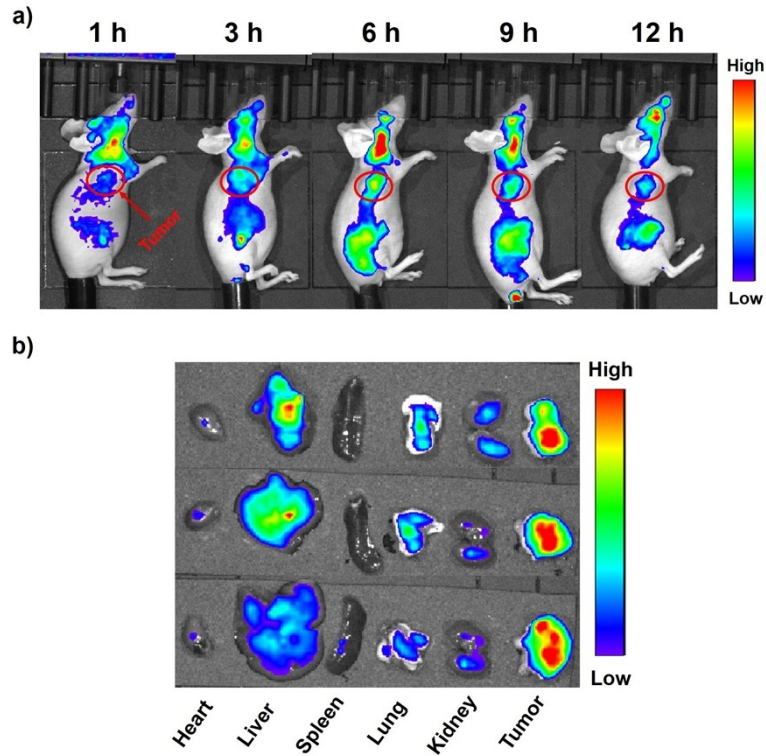 a)
1 h 3 h 6 h 9 h 12 h
High
Tumor
Low
b)
High
Low
Heart Liver Spleen Lung Kidney Tumor